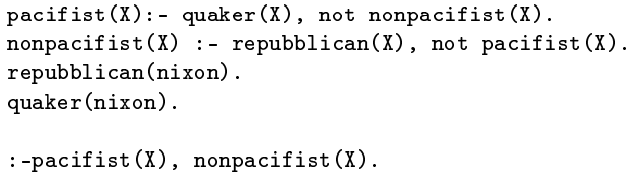 pacifist(X):- quaker(X), not nonpacifist(X).
nonpacifist(X) :- repubblican(X), not pacifist(X).
repubblican(nixon).
quaker(nixon).
:-pacifist(X), nonpacifist(X).